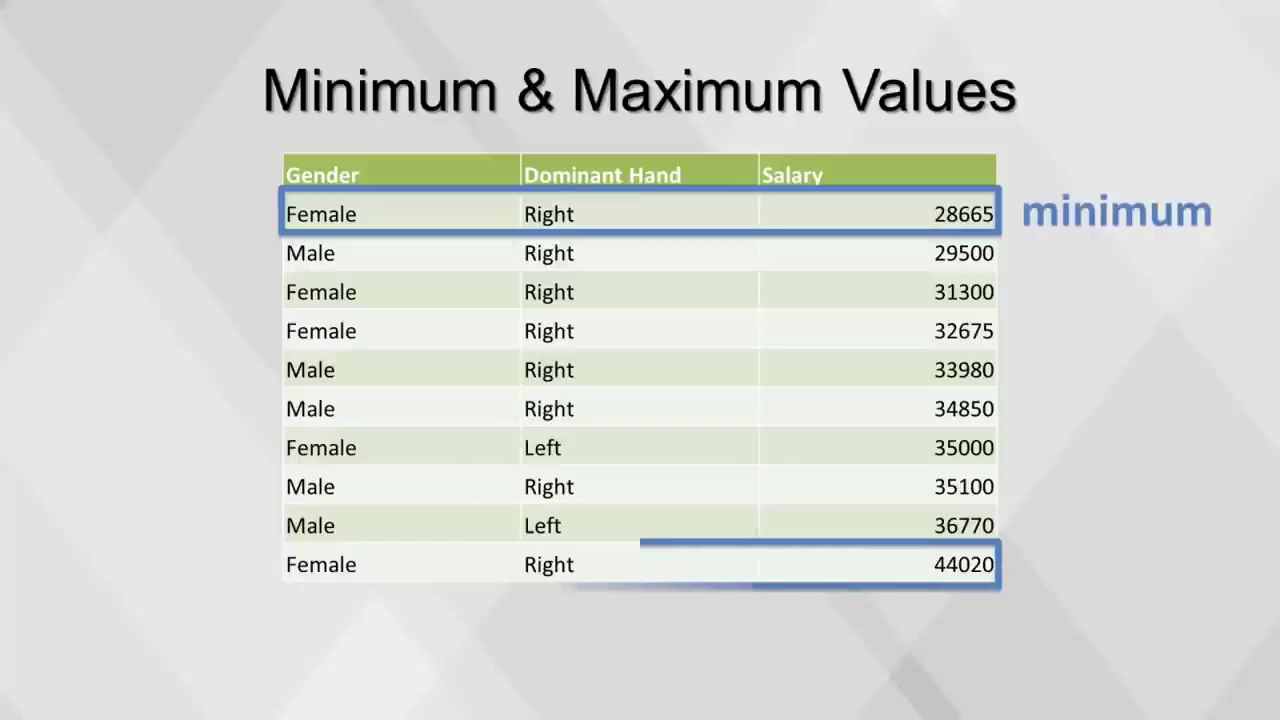 Minimum & Maximum Values
Gender Dominant Hand Salary
Female Right 28665 minimum
Male Right 29500
Female Right 31300
Female Right 32675
Male Right 33980
Male Right 34850
Female Left 35000
Male Right 35100
Male Left 36770
Female Right 44020